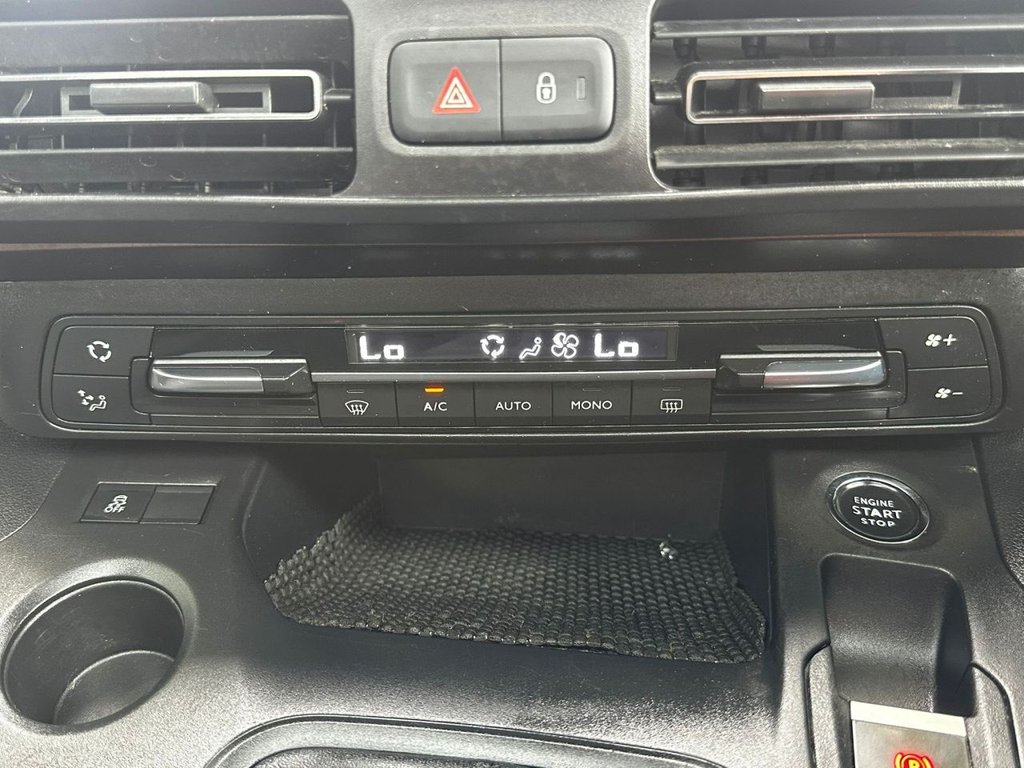 Lo Lo
A/C AUTO MONO
OFF
ENGINE
START
STOP
P